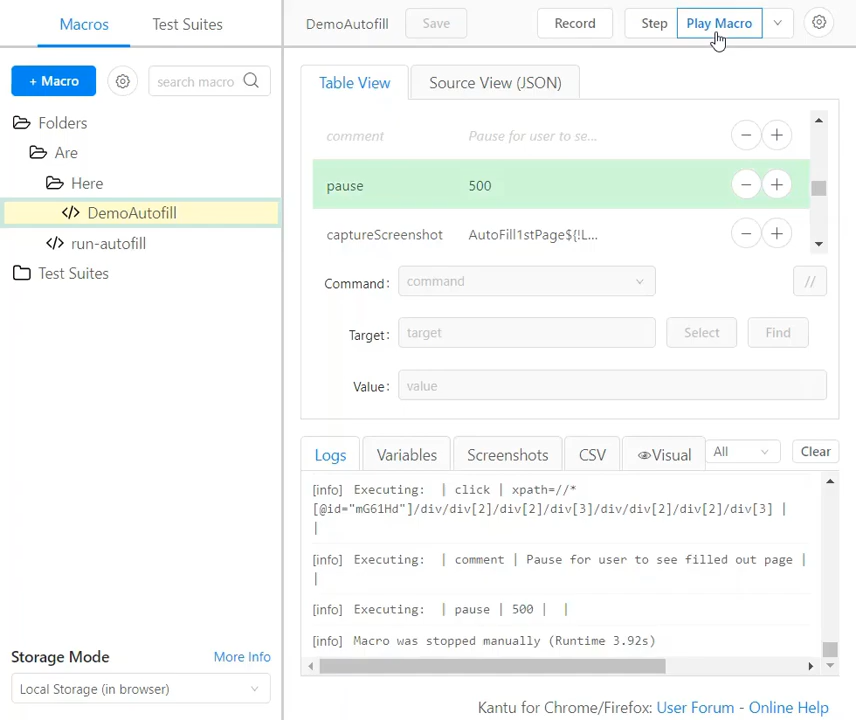 Macros
Test Suites
+ Macro
search macro
Folders
Are
Here
</> DemoAutofill
</> run-autofill
Test Suites
Storage Mode
More Info
Local Storage (in browser)
DemoAutofill
Save
Record
Step
Play Macro
Table View
Source View (JSON)
comment Pause for user to se...
pause 500
captureScreenshot AutoFill1stPage${!L...
Command: command
//
Target: target
Select
Find
Value: value
Logs
Variables
Screenshots
CSV
Visual
All
Clear
[info] Executing: | click | xpath=//*
[@id="mG61Hd"]/div/div[2]/div[2]/div[3]/div/div[2]/div[2]/div[3] |
|
[info] Executing: | comment | Pause for user to see filled out page |
|
[info] Executing: | pause | 500 | |
[info] Macro was stopped manually (Runtime 3.92s)
Kantu for Chrome/Firefox: User Forum - Online Help